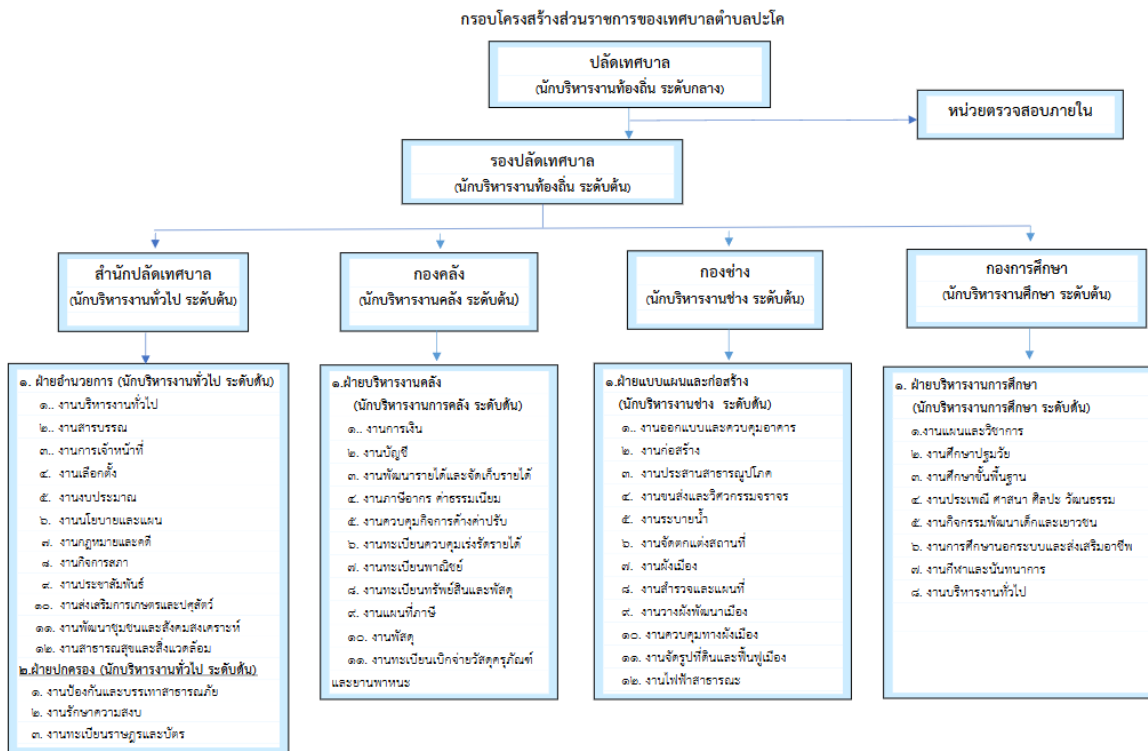 กรอบโครงสร้างส่วนราชการของเทศบาลตำบลปะโค
ปลัดเทศบาล
(นักบริหารงานท้องถิ่น ระดับกลาง)
หน่วยตรวจสอบภายใน
รองปลัดเทศบาล
(นักบริหารงานท้องถิ่น ระดับต้น)
สำนักปลัดเทศบาล
(นักบริหารงานทั่วไป ระดับต้น)
กองคลัง
(นักบริหารงานคลัง ระดับต้น)
กองช่าง
(นักบริหารงานช่าง ระดับต้น)
กองการศึกษา
(นักบริหารงานศึกษา ระดับต้น)
๑. ฝ่ายอำนวยการ (นักบริหารงานทั่วไป ระดับต้น)
๑.. งานบริหารงานทั่วไป
๒.. งานสารบรรณ
๓.. งานการเจ้าหน้าที่
๔. งานเลือกตั้ง
๕. งานงบประมาณ
๖. งานนโยบายและแผน
๗. งานกฎหมายและคดี
๘. งานกิจการสภา
๙. งานประชาสัมพันธ์
๑๐. งานส่งเสริมการเกษตรและปศุสัตว์
๑๑. งานพัฒนาชุมชนและสังคมสงเคราะห์
๑๒. งานสาธารณสุขและสิ่งแวดล้อม
๒.ฝ่ายปกครอง (นักบริหารงานทั่วไป ระดับต้น)
๑. งานป้องกันและบรรเทาสาธารณภัย
๒. งานรักษาความสงบ
๓. งานทะเบียนราษฎรและบัตร
๑.ฝ่ายบริหารงานคลัง
(นักบริหารงานการคลัง ระดับต้น)
๑.. งานการเงิน
๒. งานบัญชี
๓. งานพัฒนารายได้และจัดเก็บรายได้
๔. งานภาษีอากร ค่าธรรมเนียม
๕. งานควบคุมกิจการค้างค่าปรับ
๖. งานทะเบียนควบคุมเร่งรัดรายได้
๗. งานทะเบียนพาณิชย์
๘. งานทะเบียนทรัพย์สินและพัสดุ
๙. งานแผนที่ภาษี
๑๐. งานพัสดุ
๑๑. งานทะเบียนเบิกจ่ายวัสดุครุภัณฑ์
และยานพาหนะ
๑.ฝ่ายแบบแผนและก่อสร้าง
(นักบริหารงานช่าง ระดับต้น)
๑.. งานออกแบบและควบคุมอาคาร
๒. งานก่อสร้าง
๓. งานประสานสาธารณูปโภค
๔. งานขนส่งและวิศวกรรมจราจร
๕. งานระบายน้ำ
๖. งานจัดตกแต่งสถานที่
๗. งานผังเมือง
๘. งานสำรวจและแผนที่
๙. งานวางผังพัฒนาเมือง
๑๐. งานควบคุมทางผังเมือง
๑๑. งานจัดรูปที่ดินและฟื้นฟูเมือง
๑๒. งานไฟฟ้าสาธารณะ
๑. ฝ่ายบริหารงานการศึกษา
(นักบริหารงานการศึกษา ระดับต้น)
๑.งานแผนและวิชาการ
๒. งานศึกษาปฐมวัย
๓. งานศึกษาขั้นพื้นฐาน
๔. งานประเพณี ศาสนา ศิลปะ วัฒนธรรม
๕. งานกิจกรรมพัฒนาเด็กและเยาวชน
๖. งานการศึกษานอกระบบและส่งเสริมอาชีพ
๗. งานกีฬาและนันทนาการ
๘. งานบริหารงานทั่วไป